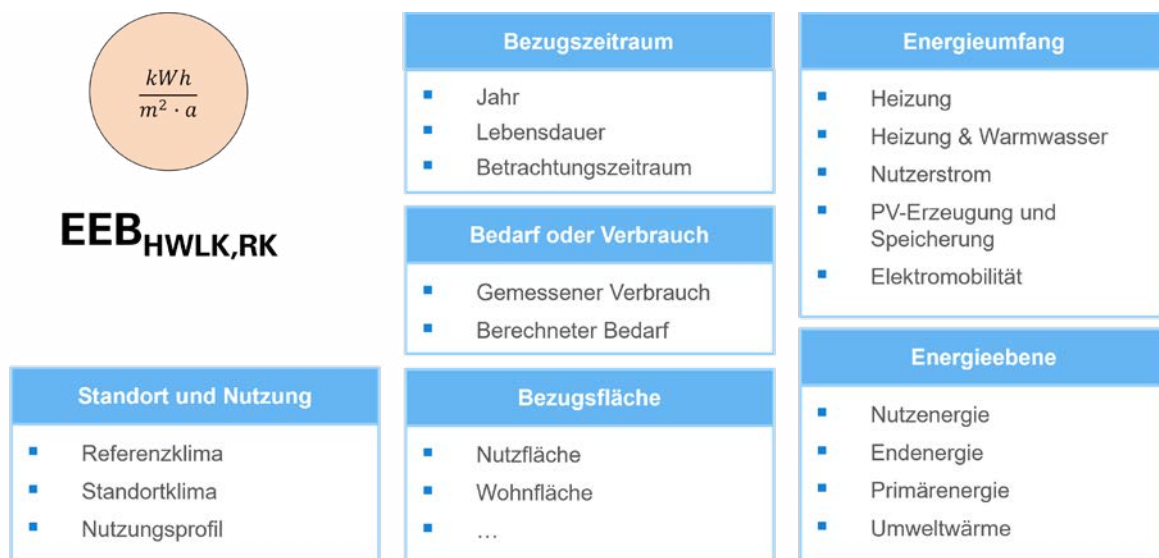 kWh
m² · a
EEB HWLK,RK
Standort und Nutzung
Referenzklima
Standortklima
Nutzungsprofil
Bezugszeitraum
Jahr
Lebensdauer
Betrachtungszeitraum
Bedarf oder Verbrauch
Gemessener Verbrauch
Berechneter Bedarf
Bezugsfläche
Nutzfläche
Wohnfläche
...
Energieumfang
Heizung
Heizung & Warmwasser
Nutzerstrom
PV-Erzeugung und
Speicherung
Elektromobilität
Energieebene
Nutzenergie
Endenergie
Primärenergie
Umweltwärme